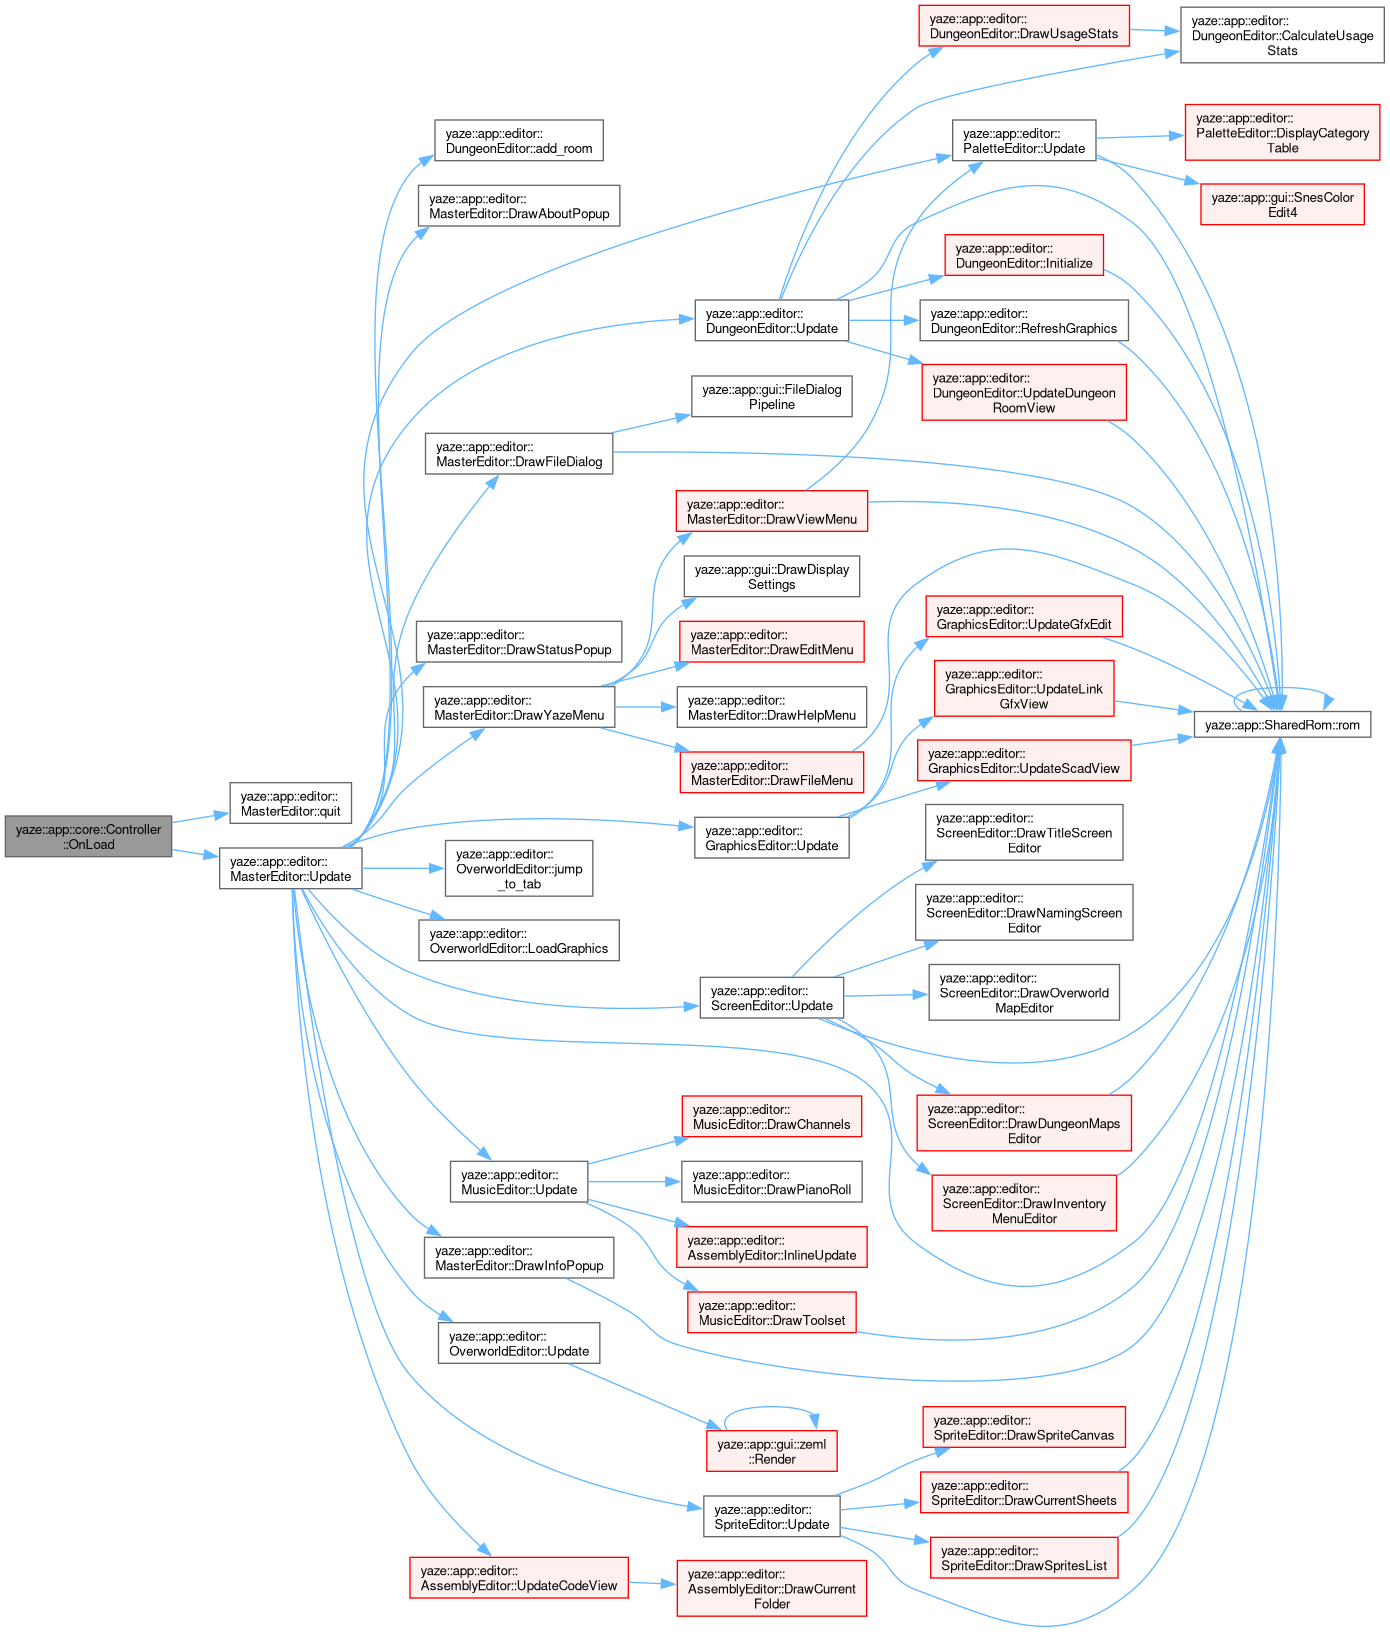 yaze::app::core::Controller
::OnLoad
yaze::app::editor::
MasterEditor::quit
yaze::app::editor::
MasterEditor::Update
yaze::app::editor::
DungeonEditor::add_room
yaze::app::editor::
MasterEditor::DrawAboutPopup
yaze::app::editor::
MasterEditor::DrawFileDialog
yaze::app::editor::
MasterEditor::DrawStatusPopup
yaze::app::editor::
MasterEditor::DrawYazeMenu
yaze::app::editor::
OverworldEditor::jump
_to_tab
yaze::app::editor::
OverworldEditor::LoadGraphics
yaze::app::editor::
MusicEditor::Update
yaze::app::editor::
MasterEditor::DrawInfoPopup
yaze::app::editor::
OverworldEditor::Update
yaze::app::editor::
AssemblyEditor::UpdateCodeView
yaze::app::editor::
DungeonEditor::Update
yaze::app::gui::FileDialog
Pipeline
yaze::app::editor::
MasterEditor::DrawViewMenu
yaze::app::gui::DrawDisplay
Settings
yaze::app::editor::
MasterEditor::DrawEditMenu
yaze::app::editor::
MasterEditor::DrawHelpMenu
yaze::app::editor::
MasterEditor::DrawFileMenu
yaze::app::editor::
GraphicsEditor::Update
yaze::app::editor::
ScreenEditor::Update
yaze::app::editor::
MusicEditor::DrawChannels
yaze::app::editor::
MusicEditor::DrawPianoRoll
yaze::app::editor::
AssemblyEditor::InlineUpdate
yaze::app::editor::
MusicEditor::DrawToolset
yaze::app::gui::zeml
::Render
yaze::app::editor::
SpriteEditor::Update
yaze::app::editor::
AssemblyEditor::DrawCurrent
Folder
yaze::app::editor::
DungeonEditor::DrawUsageStats
yaze::app::editor::
PaletteEditor::Update
yaze::app::editor::
DungeonEditor::Initialize
yaze::app::editor::
DungeonEditor::RefreshGraphics
yaze::app::editor::
DungeonEditor::UpdateDungeon
RoomView
yaze::app::editor::
GraphicsEditor::UpdateGfxEdit
yaze::app::editor::
GraphicsEditor::UpdateLink
GfxView
yaze::app::editor::
GraphicsEditor::UpdateScadView
yaze::app::editor::
ScreenEditor::DrawTitleScreen
Editor
yaze::app::editor::
ScreenEditor::DrawNamingScreen
Editor
yaze::app::editor::
ScreenEditor::DrawOverworld
MapEditor
yaze::app::editor::
ScreenEditor::DrawDungeonMaps
Editor
yaze::app::editor::
ScreenEditor::DrawInventory
MenuEditor
yaze::app::editor::
SpriteEditor::DrawSpriteCanvas
yaze::app::editor::
SpriteEditor::DrawCurrentSheets
yaze::app::editor::
SpriteEditor::DrawSpritesList
yaze::app::editor::
DungeonEditor::CalculateUsage
Stats
yaze::app::editor::
PaletteEditor::DisplayCategory
Table
yaze::app::gui::SnesColor
Edit4
yaze::app::SharedRom::rom